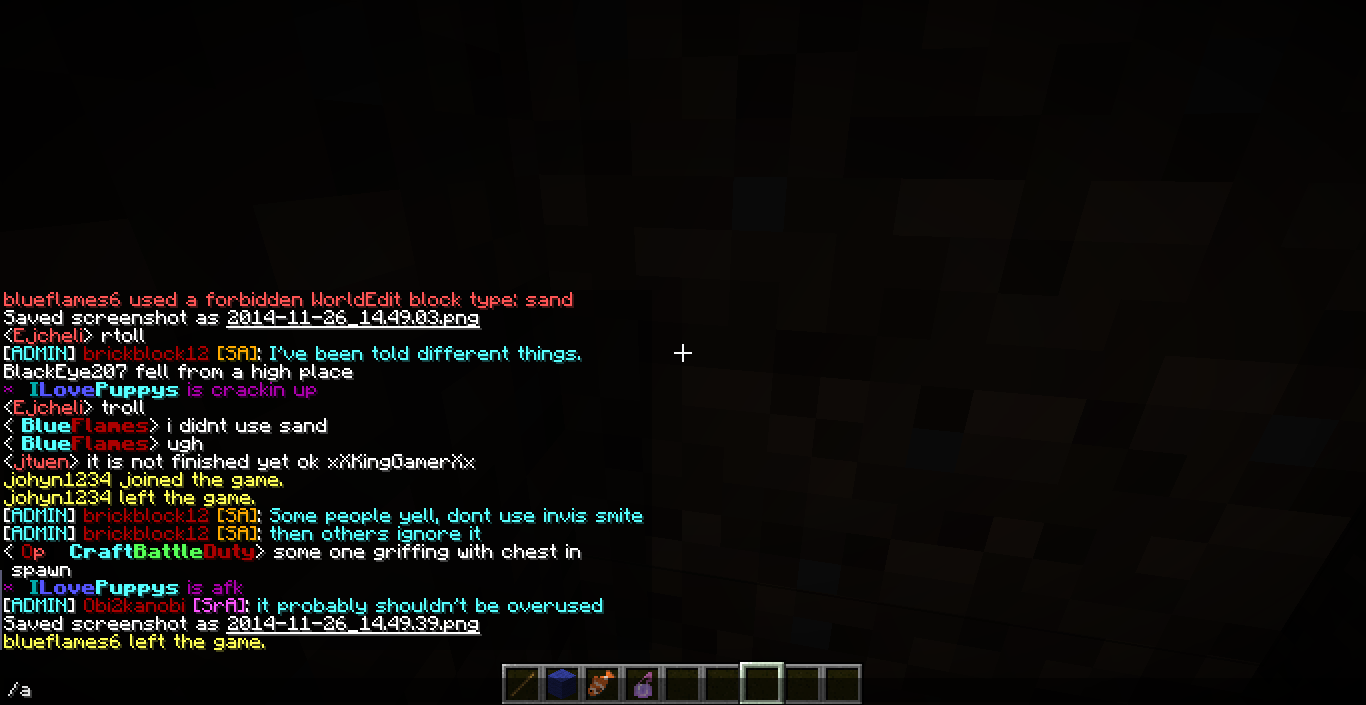 blueflames6 used a forbidden WorldEdit block type: sand
Saved screenshot as 2014-11-26_14.49.03.png
<Ejcheli> rtoll
[ADMIN] brickblock12 [SA]: I've been told different things.
BlackEye207 fell from a high place
* ILovePuppys is crackin up
<Ejcheli> troll
< BlueFlames> i didnt use sand
< BlueFlames> ugh
<jtwen> it is not finished yet ok xXKingGamerXx
johyn1234 joined the game.
johyn1234 left the game.
[ADMIN] brickblock12 [SA]: Some people yell, dont use invis smite
[ADMIN] brickblock12 [SA]: then others ignore it
< Op CraftBattleDuty> some one griffing with chest in
spawn
* ILovePuppys is afk
[ADMIN] Obi2kanobi [SrA]: it probably shouldn't be overused
Saved screenshot as 2014-11-26_14.49.39.png
blueflames6 left the game.
/a